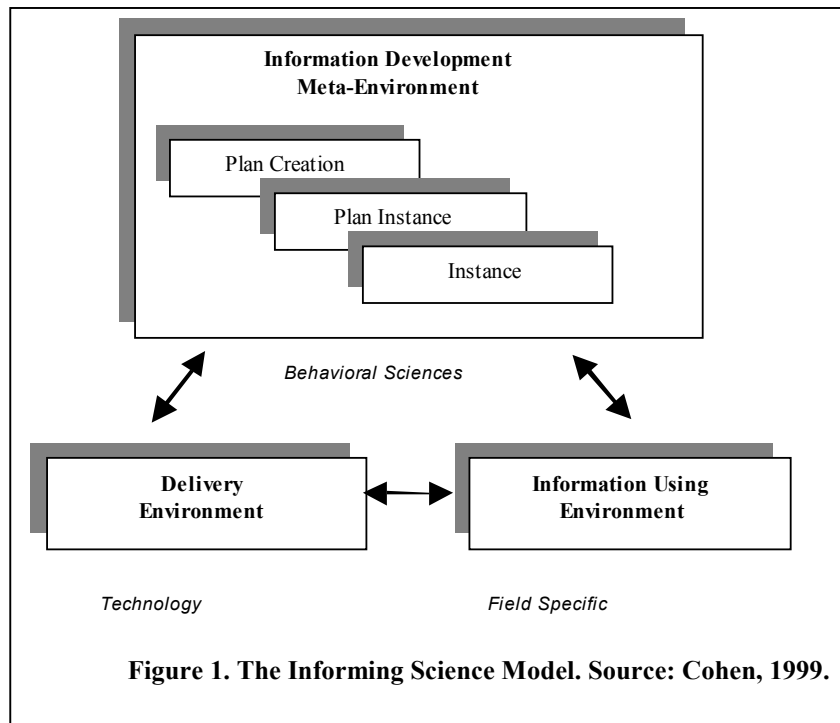 Information Development
Meta-Environment
Plan Creation
Plan Instance
Instance
Behavioral Sciences
Delivery
Environment
Information Using
Environment
Technology
Field Specific
Figure 1. The Informing Science Model. Source: Cohen, 1999.